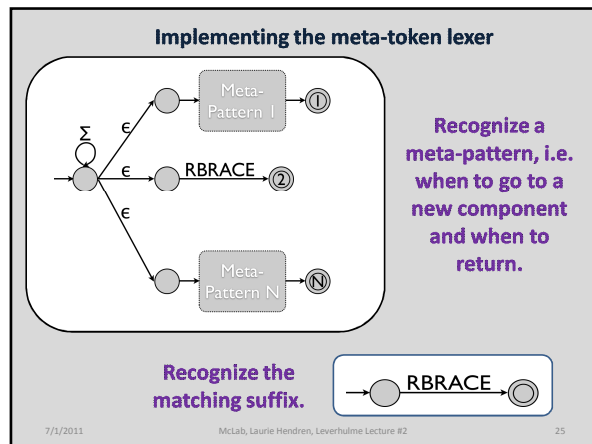 Implementing the meta-token lexer
Meta-
Pattern 1
1
Σ
ϵ
ϵ
RBRACE
2
ϵ
Meta-
Pattern N
N
Recognize a
meta-pattern, i.e.
when to go to a
new component
and when to
return.
Recognize the
matching suffix.
RBRACE
7/1/2011
McLab, Laurie Hendren, Leverhulme Lecture #2
25